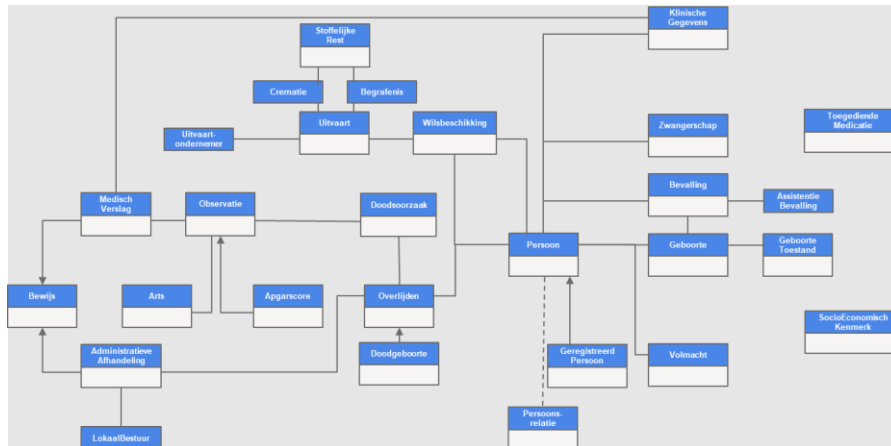 Klinische
Gegevens
Stoffelijke
Rest
Crematie
Begrafenis
Uitvaart-
ondernemer
Uitvaart
Wilsbeschikking
Zwangerschap
Toegediende
Medicatie
Bevalling
Assistentie
Bevalling
Medisch
Verslag
Observatie
Doodsoorzaak
Persoon
Geboorte
Geboorte
Toestand
Bewijs
Arts
Apgarscore
Overlijden
SocioEconomisch
Kenmerk
Administratieve
Afhandeling
Doodgeboorte
Geregistreerd
Persoon
Volmacht
Persoons-
relatie
LokaalBestuur